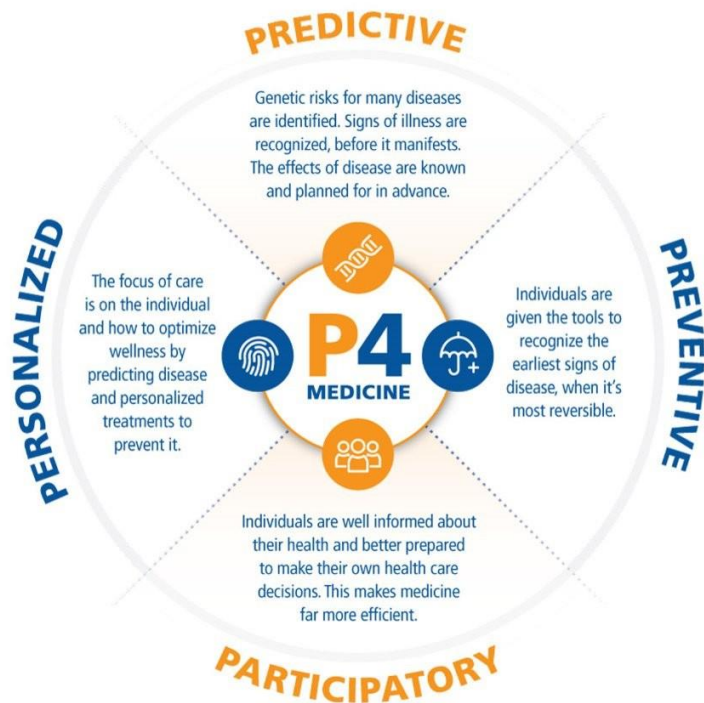 PREDICTIVE
Genetic risks for many diseases
are identified. Signs of illness are
recognized, before it manifests.
The effects of disease are known
and planned for in advance.
PERSONALIZED
The focus of care
is on the individual
and how to optimize
wellness by
predicting disease
and personalized
treatments to
prevent it.
P4
MEDICINE
PREVENTIVE
Individuals are
given the tools to
recognize the
earliest signs of
disease, when it's
most reversible.
Individuals are well informed about
their health and better prepared
to make their own health care
decisions. This makes medicine
far more efficient.
PARTICIPATORY